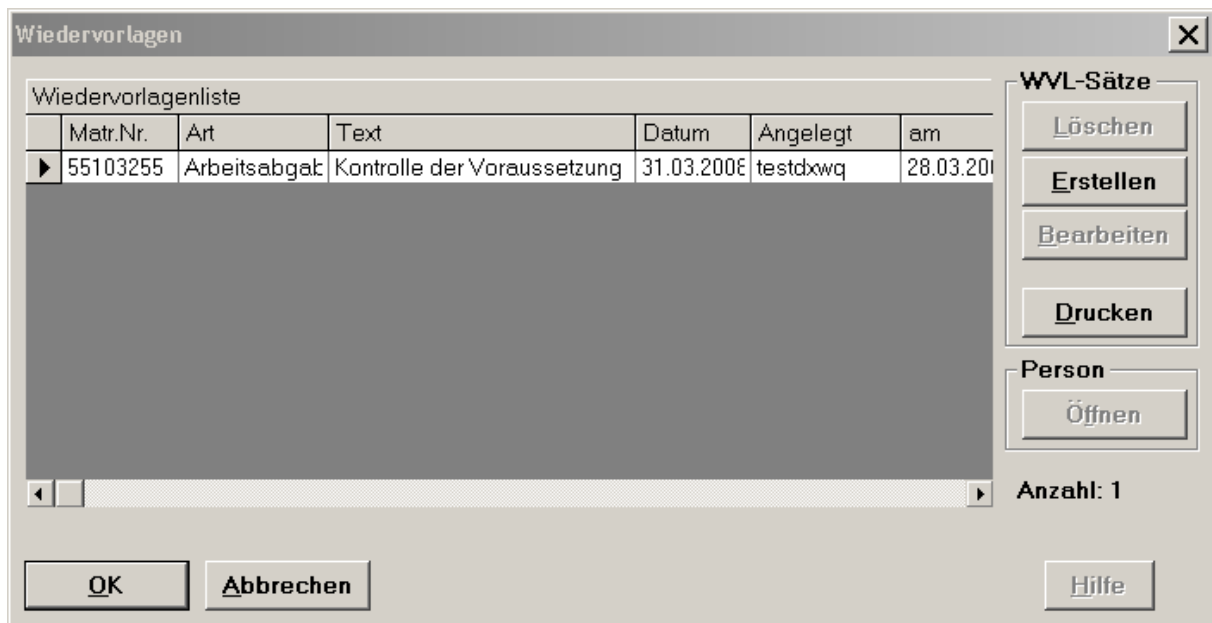 Wiedervorlagen
Wiedervorlagenliste
Matr.Nr. Art Text Datum Angelegt am
55103255 Arbeitsabgab Kontrolle der Voraussetzung 31.03.2008 testdxwq 28.03.200
WVL-Sätze
Löschen
Erstellen
Bearbeiten
Drucken
Person
Öffnen
Anzahl: 1
OK Abbrechen Hilfe